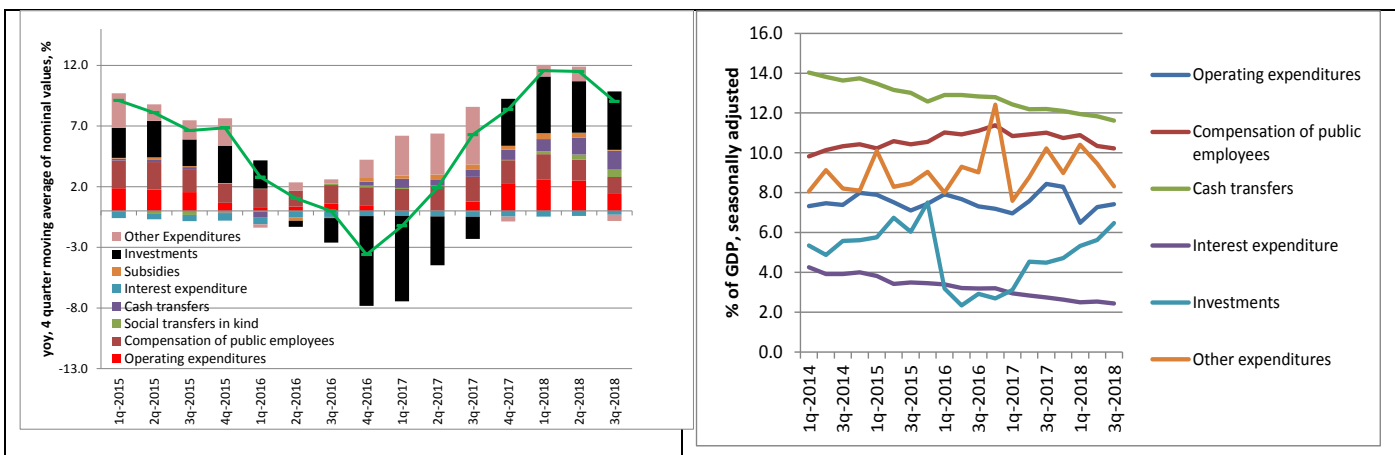 yoy, 4 quarter moving average of nominal values, %
12.0
7.0
2.0
-3.0
-8.0
-13.0
Other Expenditures
Investments
Subsidies
Interest expenditure
Cash transfers
Social transfers in kind
Compensation of public employees
Operating expenditures
1q-2015
2q-2015
3q-2015
4q-2015
1q-2016
2q-2016
3q-2016
4q-2016
1q-2017
2q-2017
3q-2017
4q-2017
1q-2018
2q-2018
3q-2018
% of GDP, seasonally adjusted
16.0
14.0
12.0
10.0
8.0
6.0
4.0
2.0
0.0
1q-2014
3q-2014
1q-2015
3q-2015
1q-2016
3q-2016
1q-2017
3q-2017
1q-2018
3q-2018
Operating expenditures
Compensation of public
employees
Cash transfers
Interest expenditure
Investments
Other expenditures